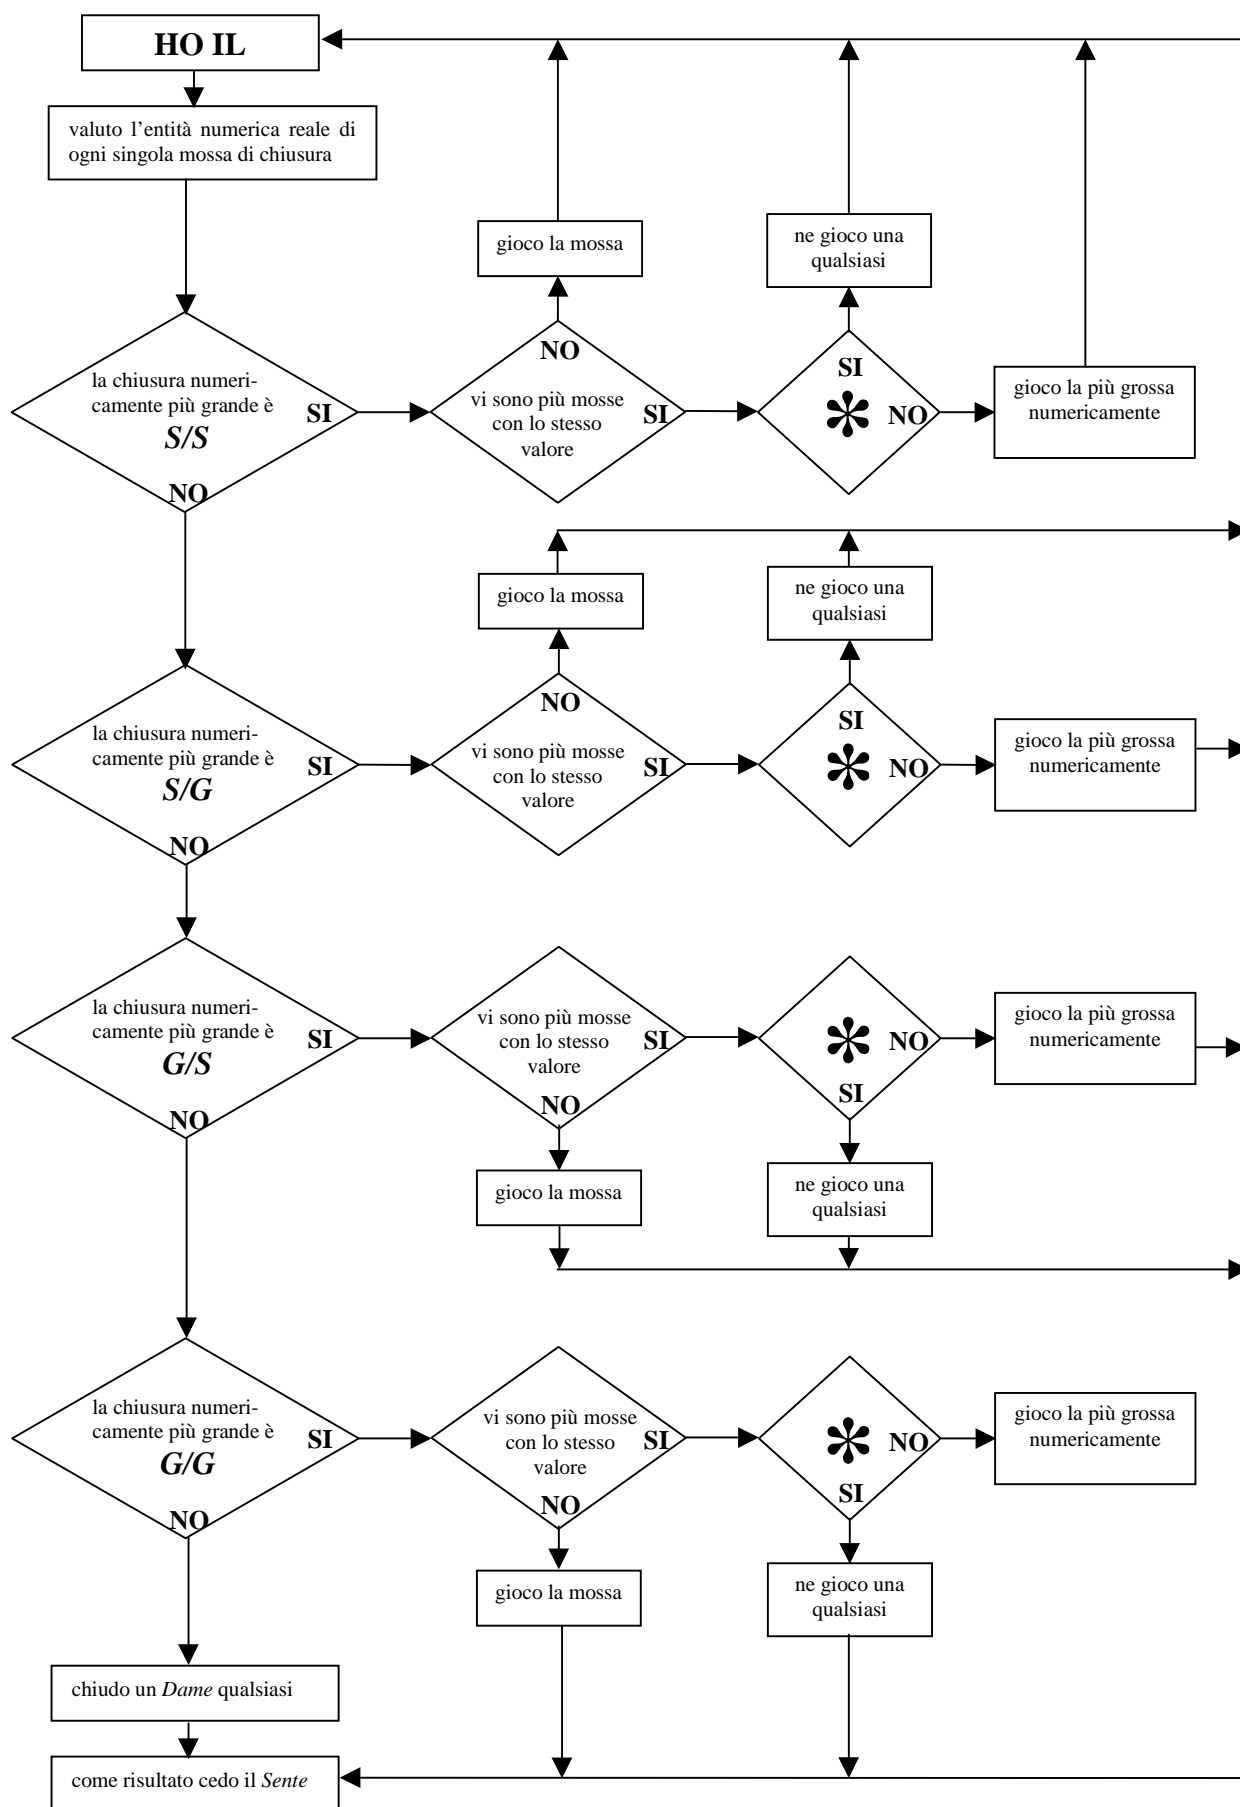 HO IL
valuto l'entità numerica reale di
ogni singola mossa di chiusura
gioco la mossa
ne gioco una
qualsiasi
la chiusura numeri-
camente più grande è
S/S
SI
NO
NO
vi sono più mosse
con lo stesso
valore
SI
SI
*
NO
gioco la più grossa
numericamente
gioco la mossa
ne gioco una
qualsiasi
la chiusura numeri-
camente più grande è
S/G
SI
NO
NO
vi sono più mosse
con lo stesso
valore
SI
SI
*
NO
gioco la più grossa
numericamente
la chiusura numeri-
camente più grande è
G/S
SI
NO
vi sono più mosse
con lo stesso
valore
SI
NO
*
NO
SI
gioco la più grossa
numericamente
gioco la mossa
ne gioco una
qualsiasi
la chiusura numeri-
camente più grande è
G/G
SI
NO
vi sono più mosse
con lo stesso
valore
SI
NO
*
NO
SI
gioco la più grossa
numericamente
gioco la mossa
ne gioco una
qualsiasi
chiudo un Dame qualsiasi
come risultato cedo il Sente